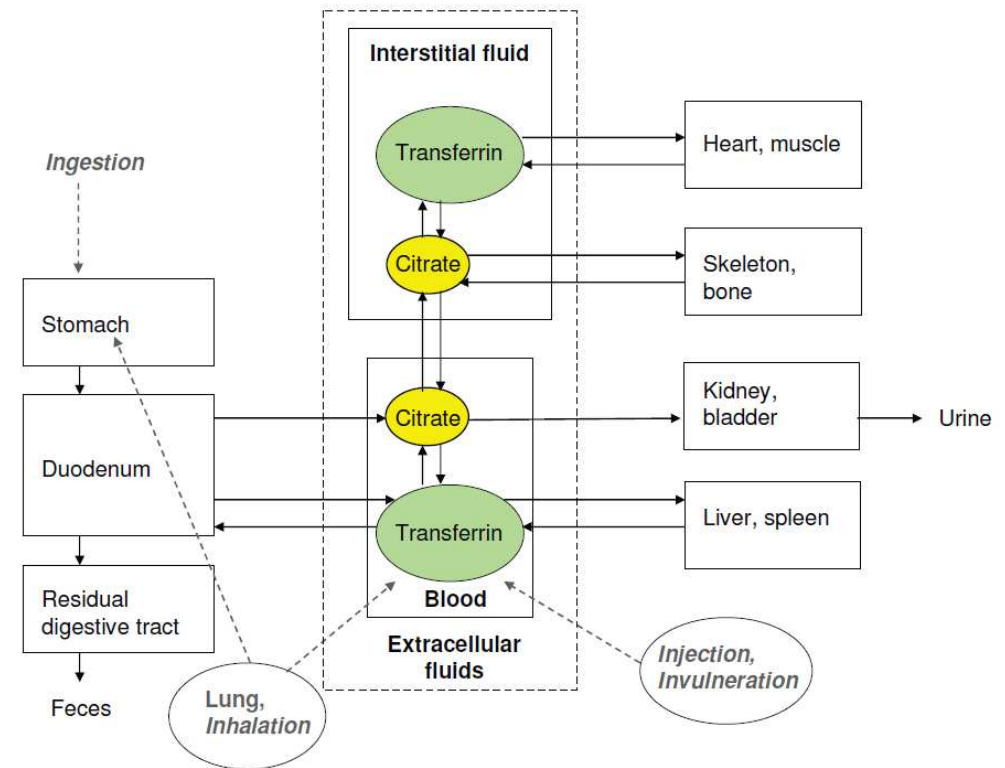 Interstitial fluid
Transferrin
Heart, muscle
Ingestion
Citrate
Skeleton,
bone
Stomach
Citrate
Kidney,
bladder
Urine
Duodenum
Transferrin
Liver, spleen
Residual
digestive tract
Blood
Extracellular
fluids
Injection,
Invulneration
Lung,
Inhalation
Feces